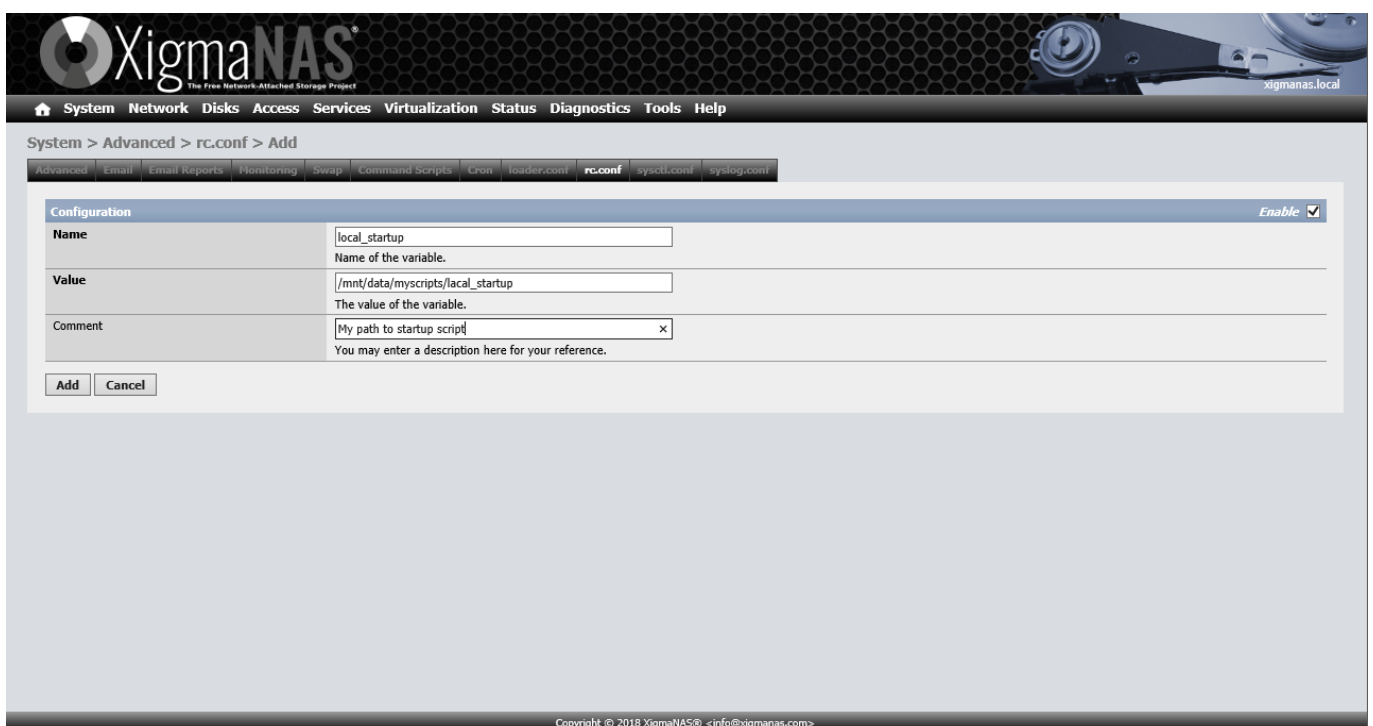 XigmaNAS®
The Free Network-Attached Storage Project
xigmanas.local
System Network Disks Access Services Virtualization Status Diagnostics Tools Help
System > Advanced > rc.conf > Add
Advanced Email Email Reports Monitoring Swap Command Scripts Cron loader.conf rc.conf sysctl.conf syslog.conf
Configuration Enable
Name local_startup
Name of the variable.
Value /mnt/data/myscripts/lacal_startup
The value of the variable.
Comment My path to startup script
You may enter a description here for your reference.
Add Cancel
Copyright © 2018 XigmaNAS® <info@xigmanas.com>